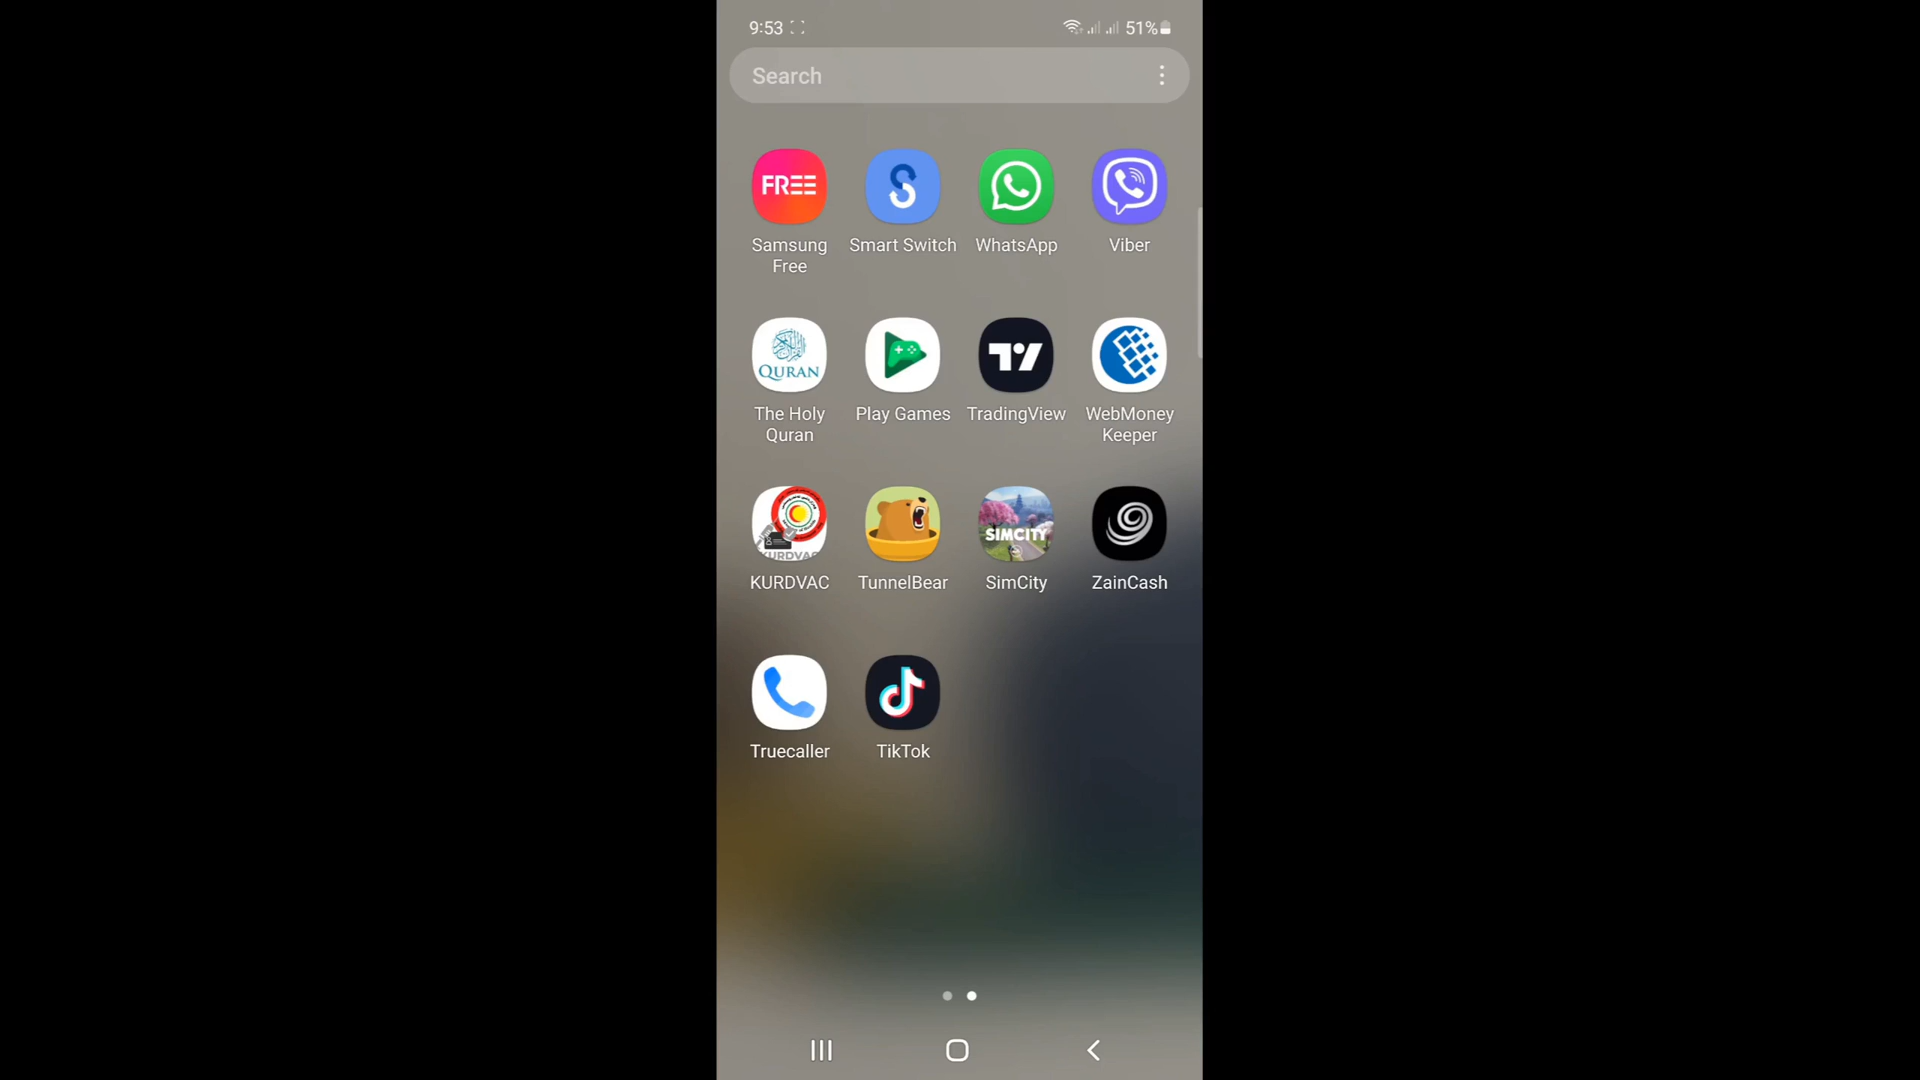 9:53
51%
Search
FREE
Samsung
Free
Smart Switch
WhatsApp
Viber
QURAN
The Holy
Quran
Play Games
TradingView
WebMoney
Keeper
KURDVAC
KURDVAC
TunnelBear
SIMCITY
SimCity
ZainCash
Truecaller
TikTok